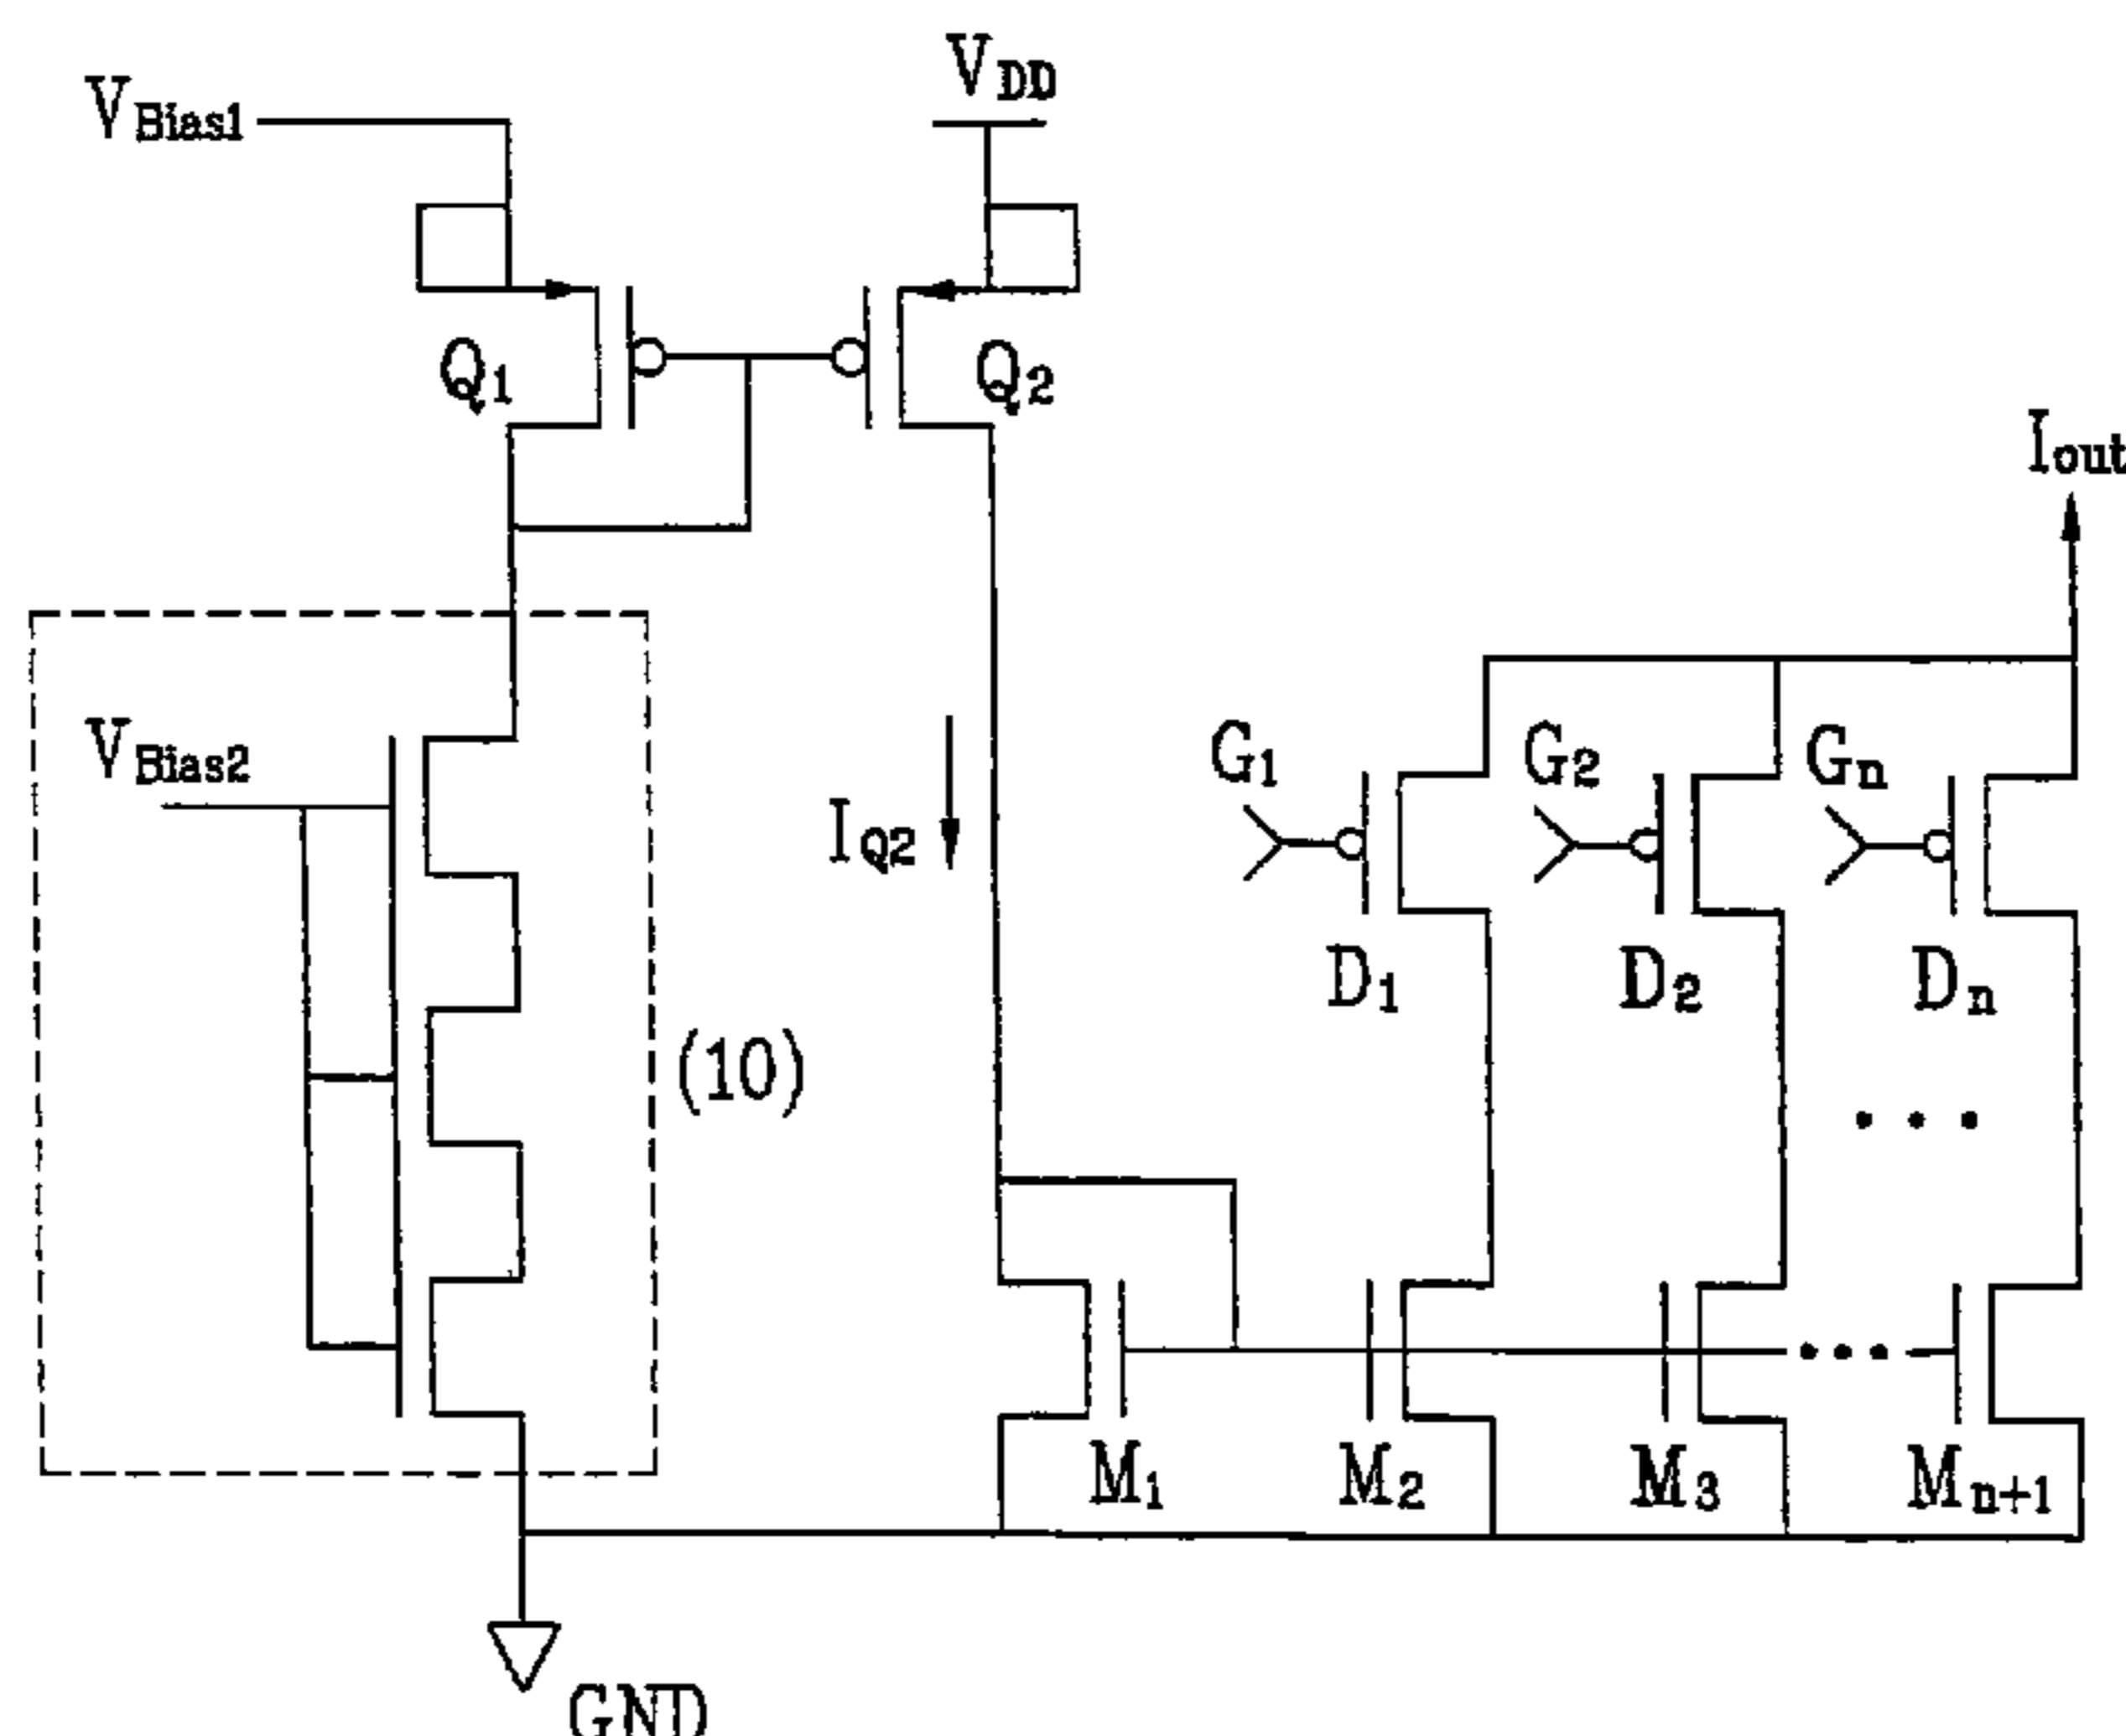 VBias1
VDD
Q1
Q2
Iout
VBias2
IQ2
G1
G2
Gn
D1
D2
Dn
(10)
• • •
•••
M1
M2
M3
Mn+1
GND